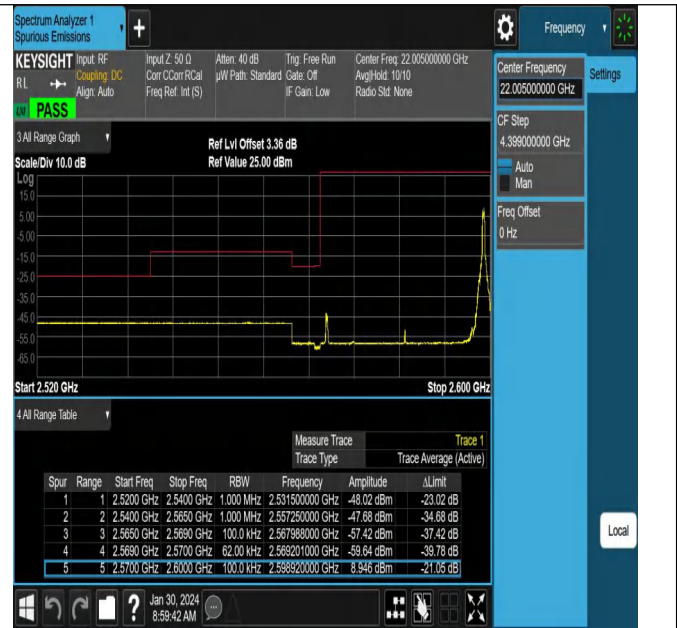 Spectrum Analyzer 1
Spurious Emissions
+
Frequency
KEYSIGHT Input: RF Input Z: 50 Ω Atten: 40 dB Trig: Free Run Center Freq: 22.005000000 GHz
RL Coupling: DC Corr CCorr RCal µW Path: Standard Gate: Off Avg|Hold: 10/10
Align: Auto Freq Ref: Int (S) IF Gain: Low Radio Std: None
PASS
Center Frequency
22.005000000 GHz
Settings
CF Step
4.399000000 GHz
Auto
Man
Freq Offset
0 Hz
3 All Range Graph
Ref Lvl Offset 3.36 dB
Scale/Div 10.0 dB Ref Value 25.00 dBm
Log
15.0
5.00
-5.00
-15.0
-25.0
-35.0
-45.0
-55.0
-65.0
Start 2.520 GHz Stop 2.600 GHz
4 All Range Table
Measure Trace Trace 1
Trace Type Trace Average (Active)
Spur Range Start Freq Stop Freq RBW Frequency Amplitude ΔLimit
1 1 2.5200 GHz 2.5400 GHz 1.000 MHz 2.531500000 GHz -48.02 dBm -23.02 dB
2 2 2.5400 GHz 2.5650 GHz 1.000 MHz 2.557250000 GHz -47.68 dBm -34.68 dB
3 3 2.5650 GHz 2.5690 GHz 100.0 kHz 2.567988000 GHz -57.42 dBm -37.42 dB
4 4 2.5690 GHz 2.5700 GHz 62.00 kHz 2.569201000 GHz -59.64 dBm -39.78 dB
5 5 2.5700 GHz 2.6000 GHz 100.0 kHz 2.598920000 GHz 8.946 dBm -21.05 dB
Local
?
Jan 30, 2024
8:59:42 AM